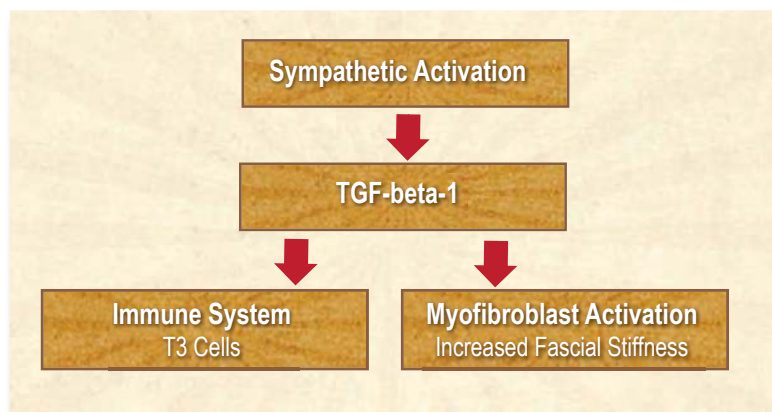 Sympathetic Activation
TGF-beta-1
Immune System
T3 Cells
Myofibroblast Activation
Increased Fascial Stiffness